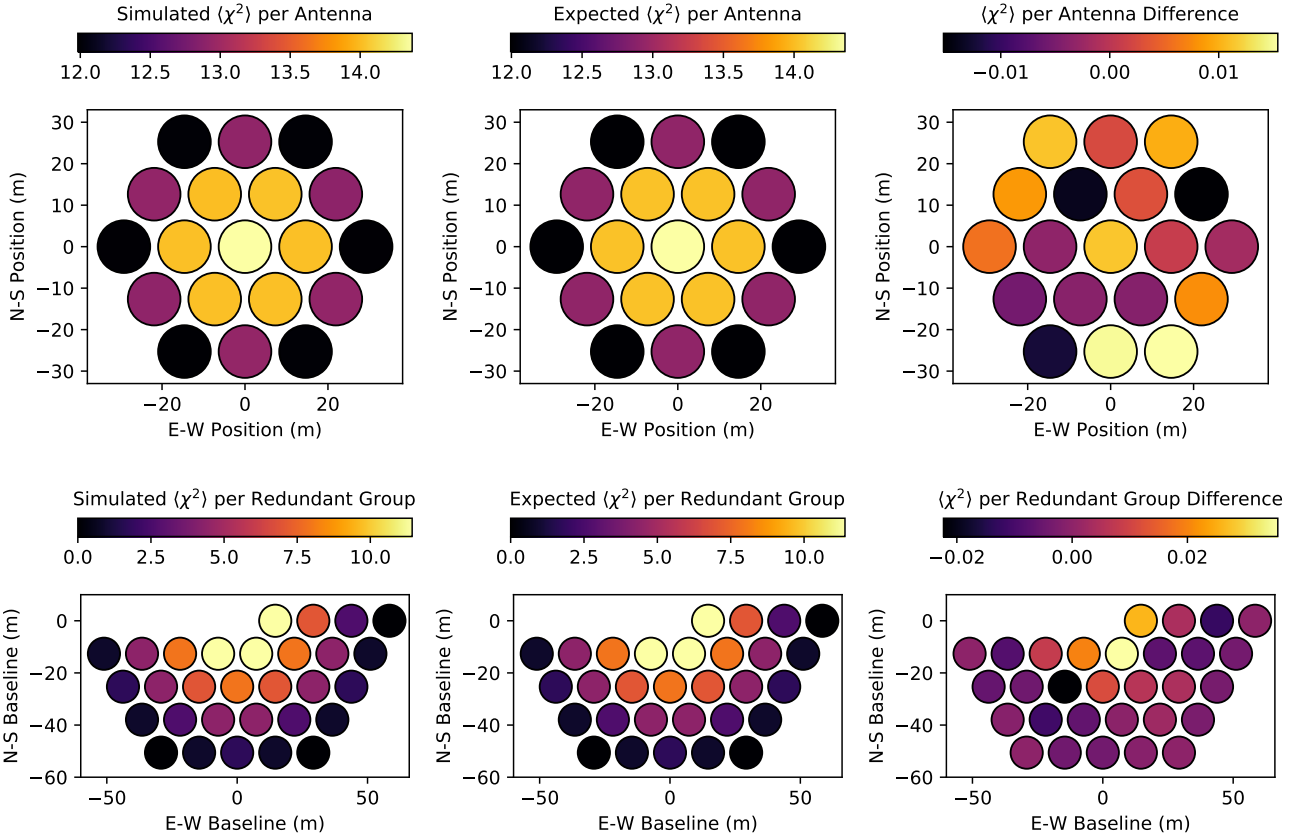 Simulated ⟨χ²⟩ per Antenna
Expected ⟨χ²⟩ per Antenna
⟨χ²⟩ per Antenna Difference
12.0 12.5 13.0 13.5 14.0
12.0 12.5 13.0 13.5 14.0
−0.01 0.00 0.01
N-S Position (m)
30
20
10
0
−10
−20
−30
−20 0 20
E-W Position (m)
N-S Position (m)
30
20
10
0
−10
−20
−30
−20 0 20
E-W Position (m)
N-S Position (m)
30
20
10
0
−10
−20
−30
−20 0 20
E-W Position (m)
Simulated ⟨χ²⟩ per Redundant Group
Expected ⟨χ²⟩ per Redundant Group
⟨χ²⟩ per Redundant Group Difference
0.0 2.5 5.0 7.5 10.0
0.0 2.5 5.0 7.5 10.0
−0.02 0.00 0.02
N-S Baseline (m)
0
−20
−40
−60
−50 0 50
E-W Baseline (m)
N-S Baseline (m)
0
−20
−40
−60
−50 0 50
E-W Baseline (m)
N-S Baseline (m)
0
−20
−40
−60
−50 0 50
E-W Baseline (m)